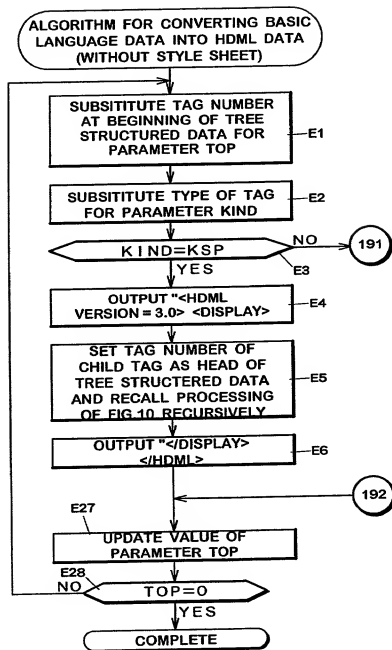 ALGORITHM FOR CONVERTING BASIC
LANGUAGE DATA INTO HDML DATA
(WITHOUT STYLE SHEET)
SUBSITITUTE TAG NUMBER
AT BEGINNING OF TREE
STRUCTURED DATA FOR
PARAMETER TOP
E1
SUBSITITUTE TYPE OF TAG
FOR PARAMETER KIND
E2
KIND=KSP
NO
191
E3
YES
OUTPUT "<HDML
VERSION = 3.0> <DISPLAY>
E4
SET TAG NUMBER OF
CHILD TAG AS HEAD OF
TREE STRUCTERED DATA
AND RECALL PROCESSING
OF FIG.10 RECURSIVELY
E5
OUTPUT "</DISPLAY>
</HDML>
E6
192
E27
UPDATE VALUE OF
PARAMETER TOP
E28
NO
TOP=0
YES
COMPLETE